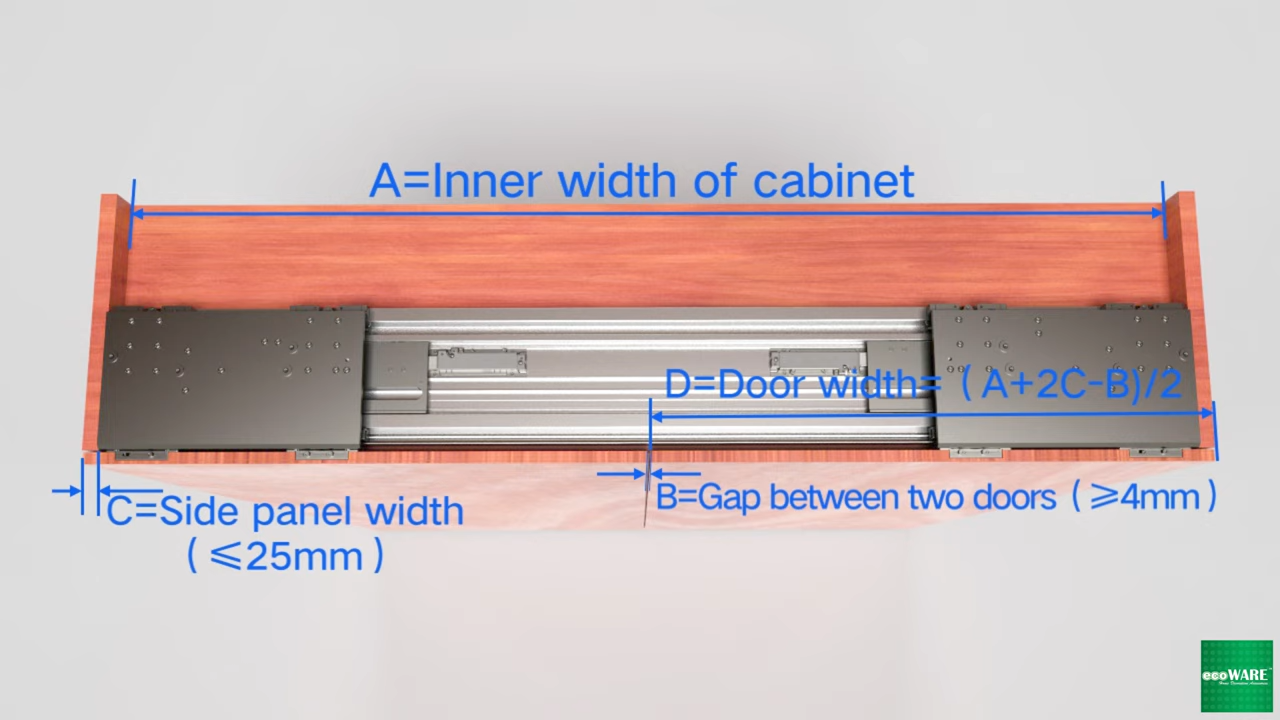 A=Inner width of cabinet
D=Door width=（A+2C-B)/2
B=Gap between two doors（≥4mm）
C=Side panel width
（≤25mm）
ecoWARE